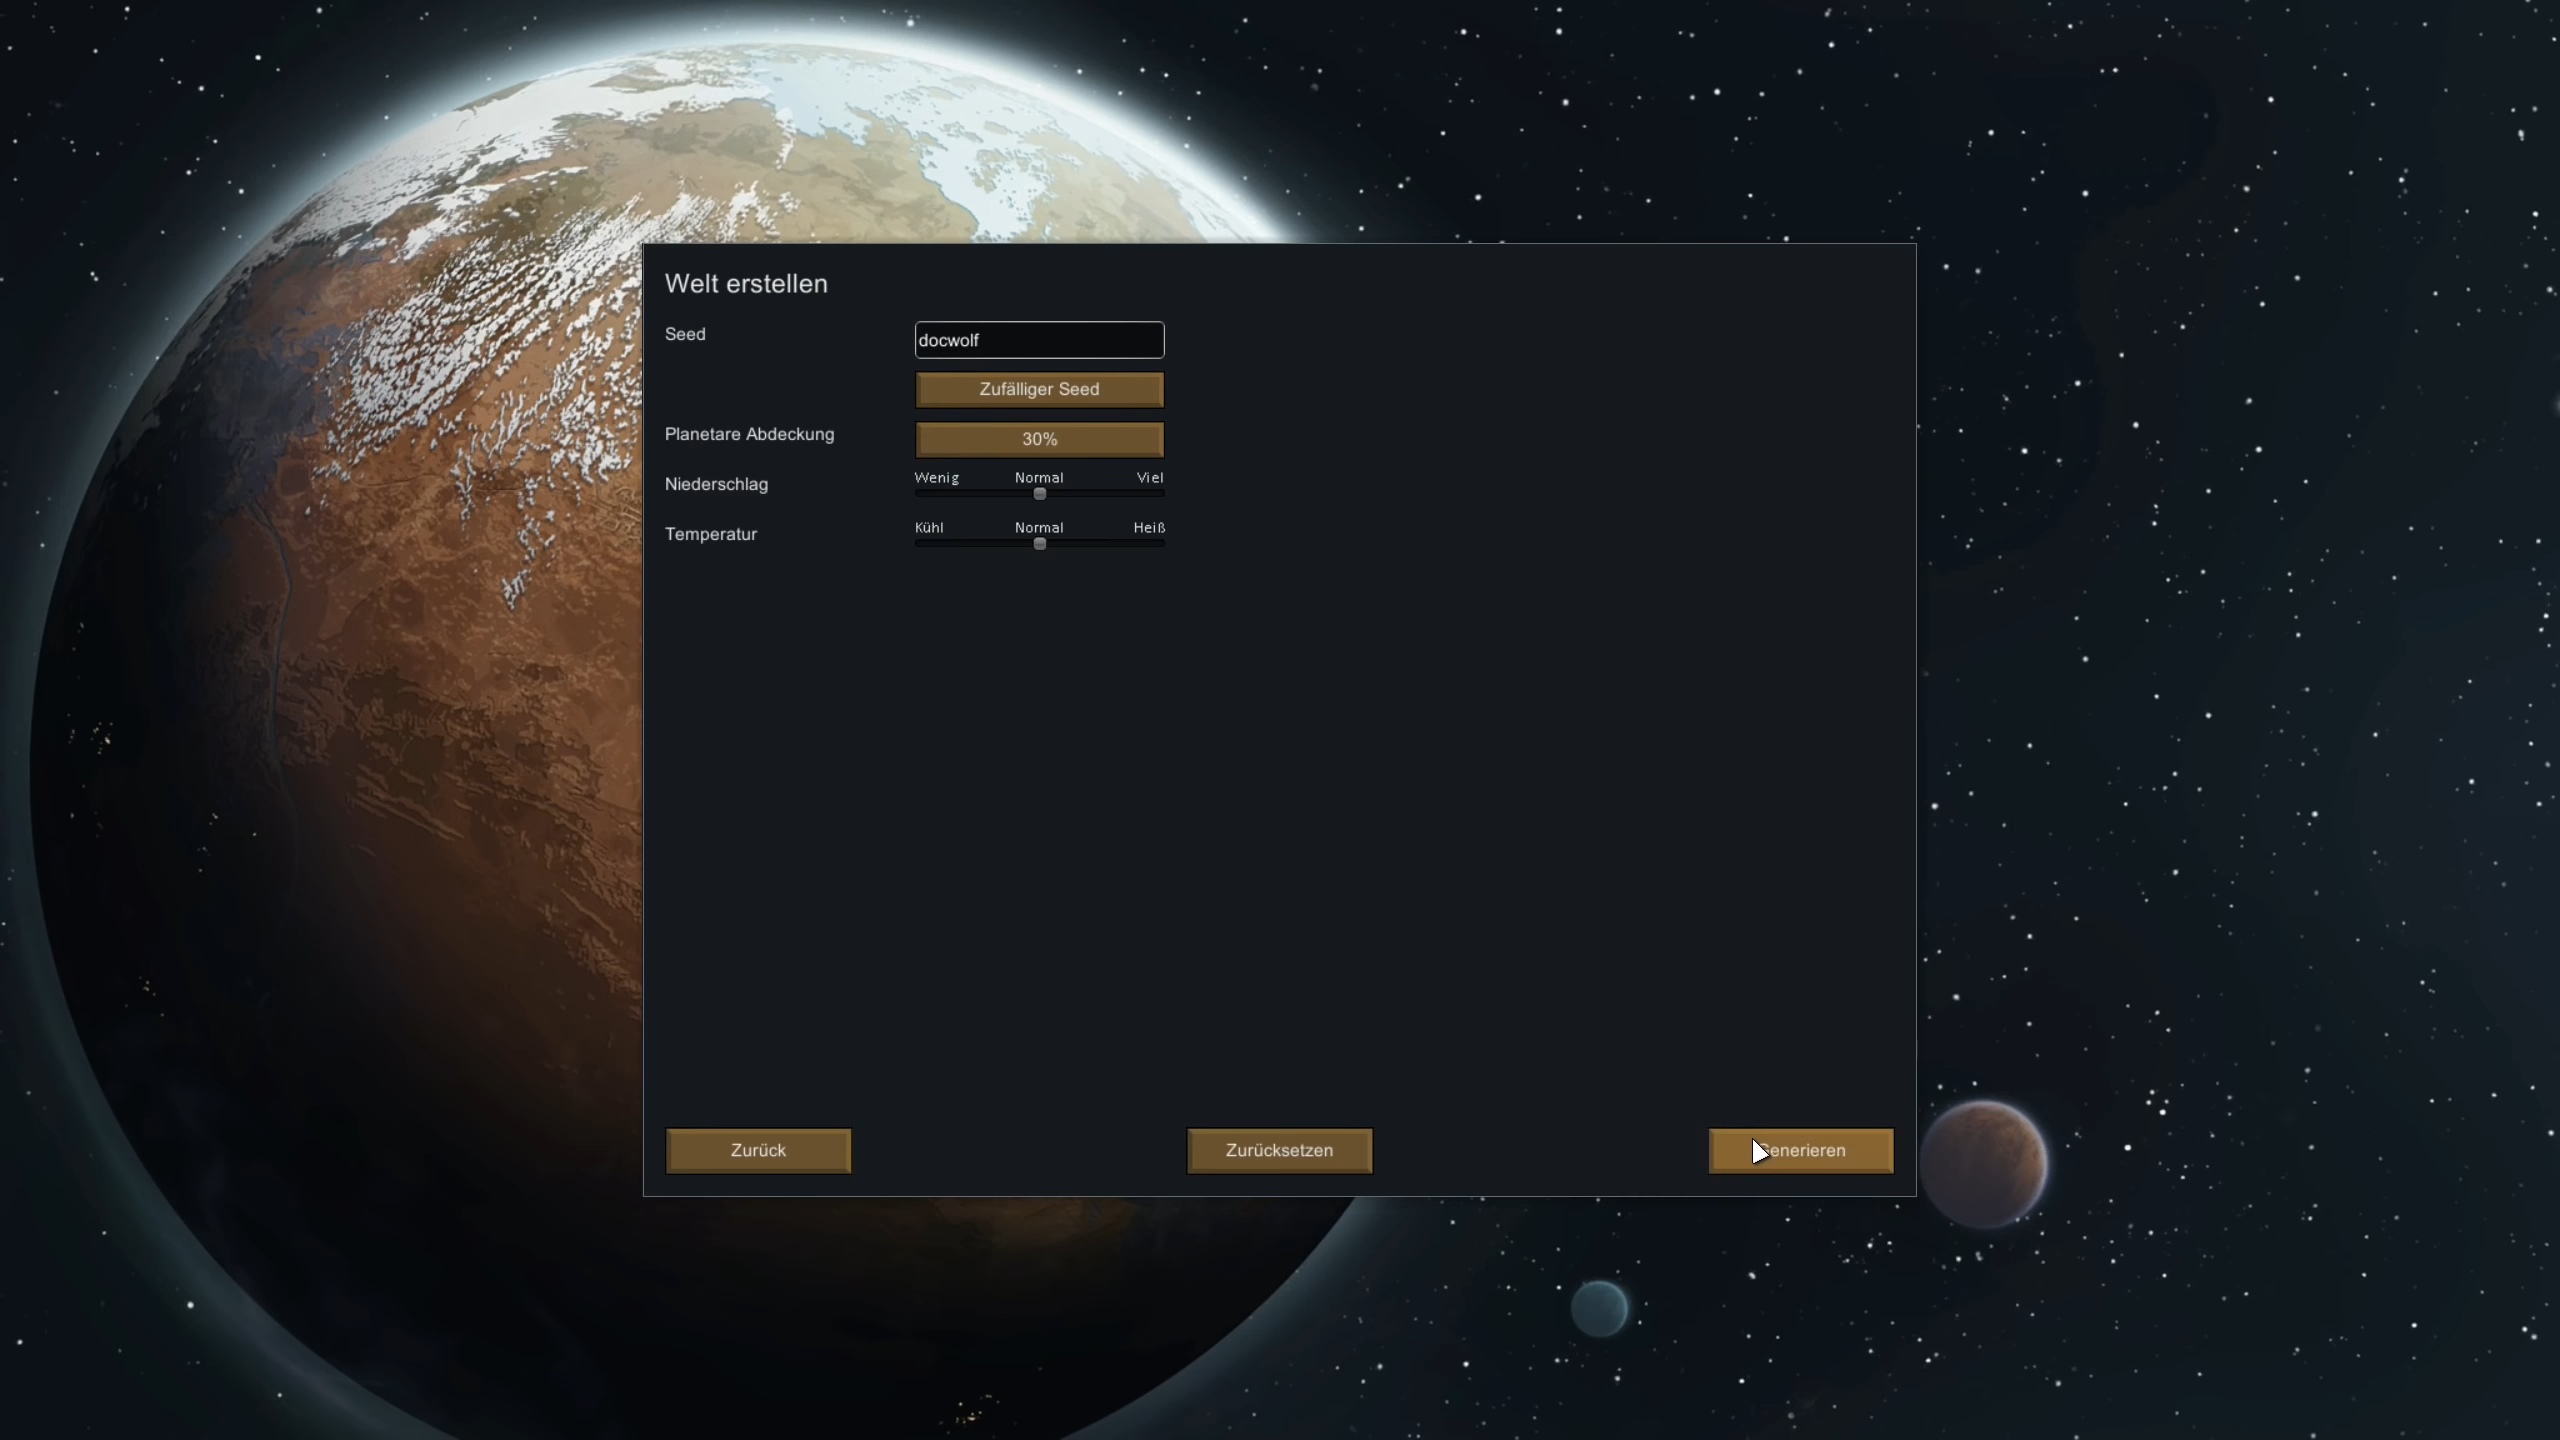 Welt erstellen
Seed
docwolf
Zufälliger Seed
Planetare Abdeckung
30%
Niederschlag
Wenig Normal Viel
Temperatur
Kühl Normal Heiß
Zurück
Zurücksetzen
Generieren